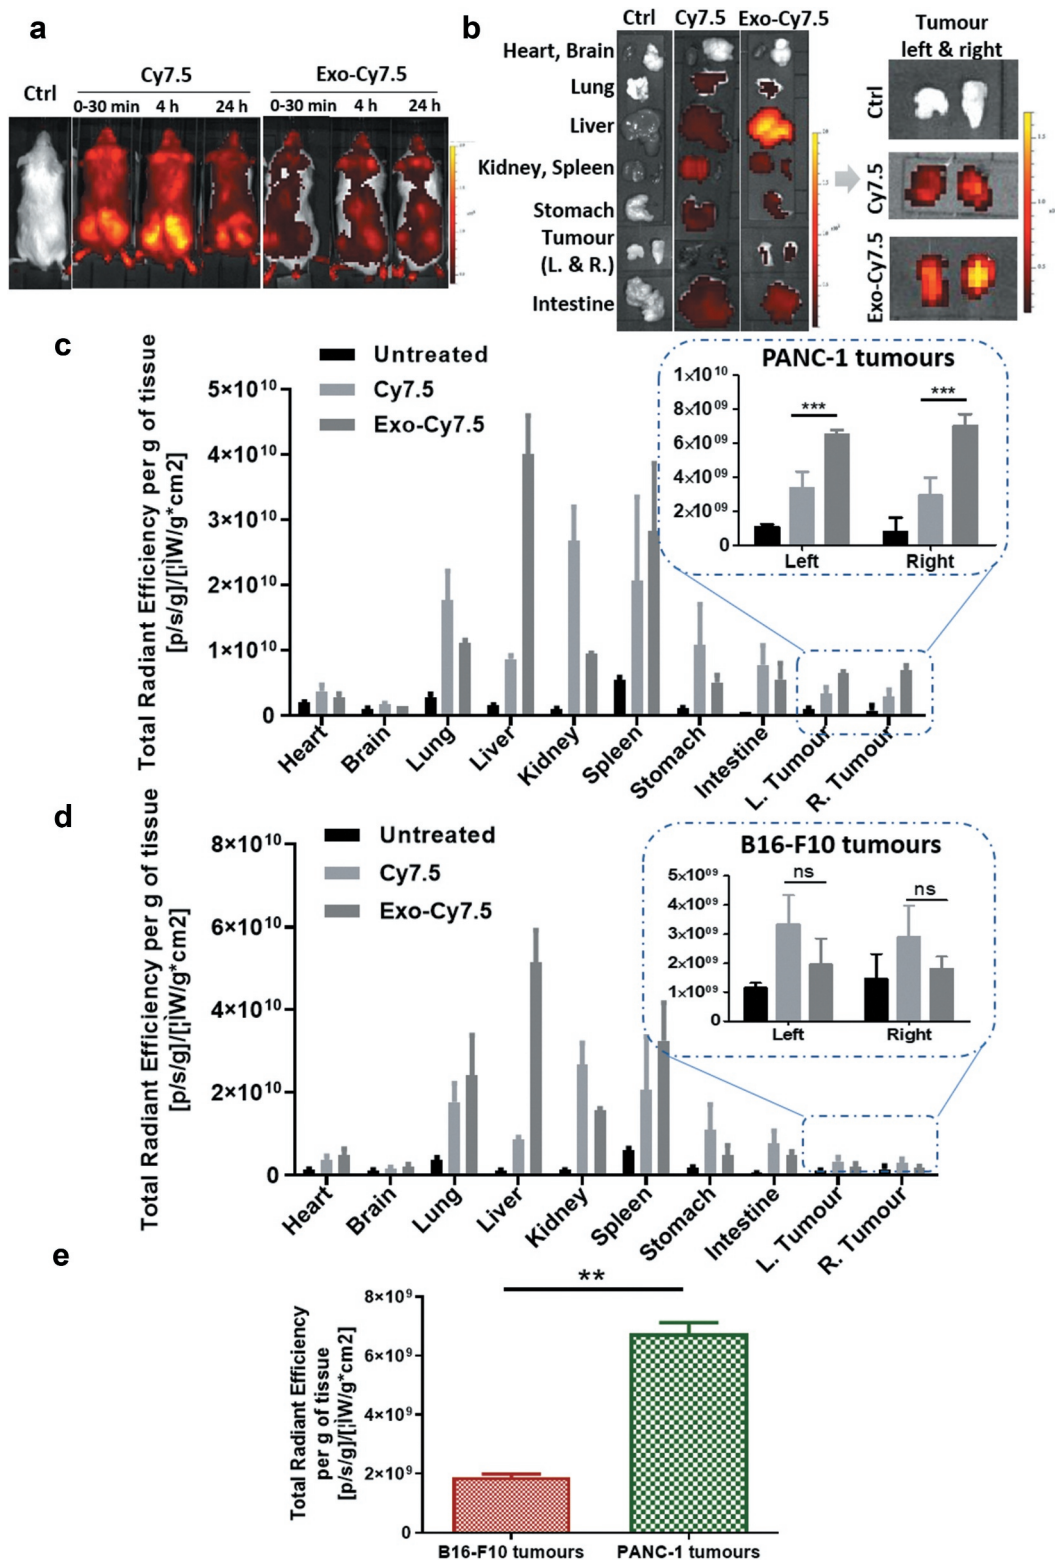 a
Ctrl
Cy7.5
Exo-Cy7.5
0-30 min
4 h
24 h
0-30 min
4 h
24 h
b
Ctrl
Cy7.5
Exo-Cy7.5
Heart, Brain
Lung
Liver
Kidney, Spleen
Stomach
Tumour
(L. & R.)
Intestine
Tumour
left & right
Ctrl
Cy7.5
Exo-Cy7.5
c
Total Radiant Efficiency per g of tissue
[p/s/g]/[¦ÌW/g*cm2]
Untreated
Cy7.5
Exo-Cy7.5
5×10¹⁰
4×10¹⁰
3×10¹⁰
2×10¹⁰
1×10¹⁰
0
Heart
Brain
Lung
Liver
Kidney
Spleen
Stomach
Intestine
L. Tumour
R. Tumour
PANC-1 tumours
1×10¹⁰
8×10⁰⁹
6×10⁰⁹
4×10⁰⁹
2×10⁰⁹
0
***
***
Left
Right
d
Total Radiant Efficiency per g of tissue
[p/s/g]/[¦ÌW/g*cm2]
Untreated
Cy7.5
Exo-Cy7.5
8×10¹⁰
6×10¹⁰
4×10¹⁰
2×10¹⁰
0
Heart
Brain
Lung
Liver
Kidney
Spleen
Stomach
Intestine
L. Tumour
R. Tumour
B16-F10 tumours
5×10⁰⁹
4×10⁰⁹
3×10⁰⁹
2×10⁰⁹
1×10⁰⁹
0
ns
ns
Left
Right
e
Total Radiant Efficiency
per g of tissue
[p/s/g]/[¦ÌW/g*cm2]
**
8×10⁹
6×10⁹
4×10⁹
2×10⁹
0
B16-F10 tumours
PANC-1 tumours